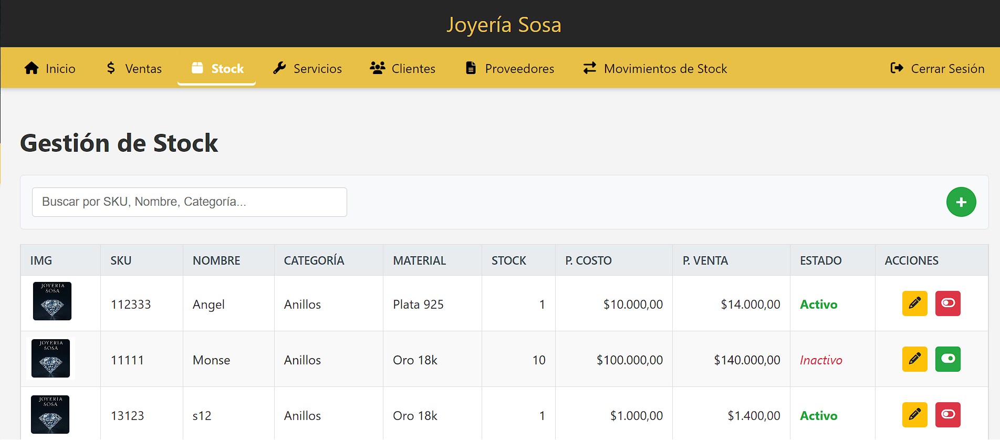 Joyería Sosa
Inicio Ventas Stock Servicios Clientes Proveedores Movimientos de Stock Cerrar Sesión
Gestión de Stock
Buscar por SKU, Nombre, Categoría...
IMG SKU NOMBRE CATEGORÍA MATERIAL STOCK P. COSTO P. VENTA ESTADO ACCIONES
JOYERIA
SOSA
112333 Angel Anillos Plata 925 1 $10.000,00 $14.000,00 Activo
JOYERIA
SOSA
11111 Monse Anillos Oro 18k 10 $100.000,00 $140.000,00 Inactivo
JOYERIA
SOSA
13123 s12 Anillos Oro 18k 1 $1.000,00 $1.400,00 Activo